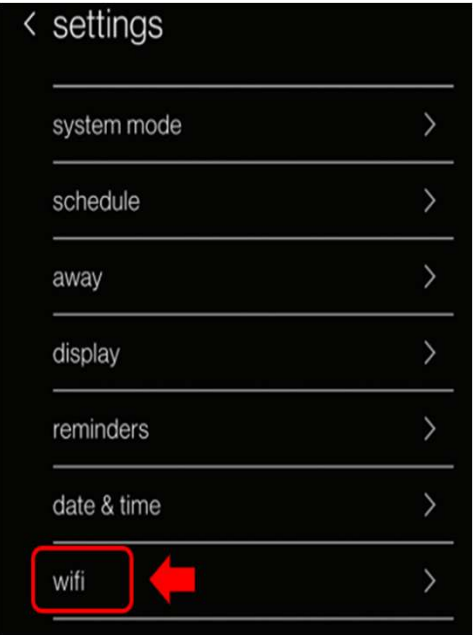 settings
system mode
schedule
away
display
reminders
date & time
wifi